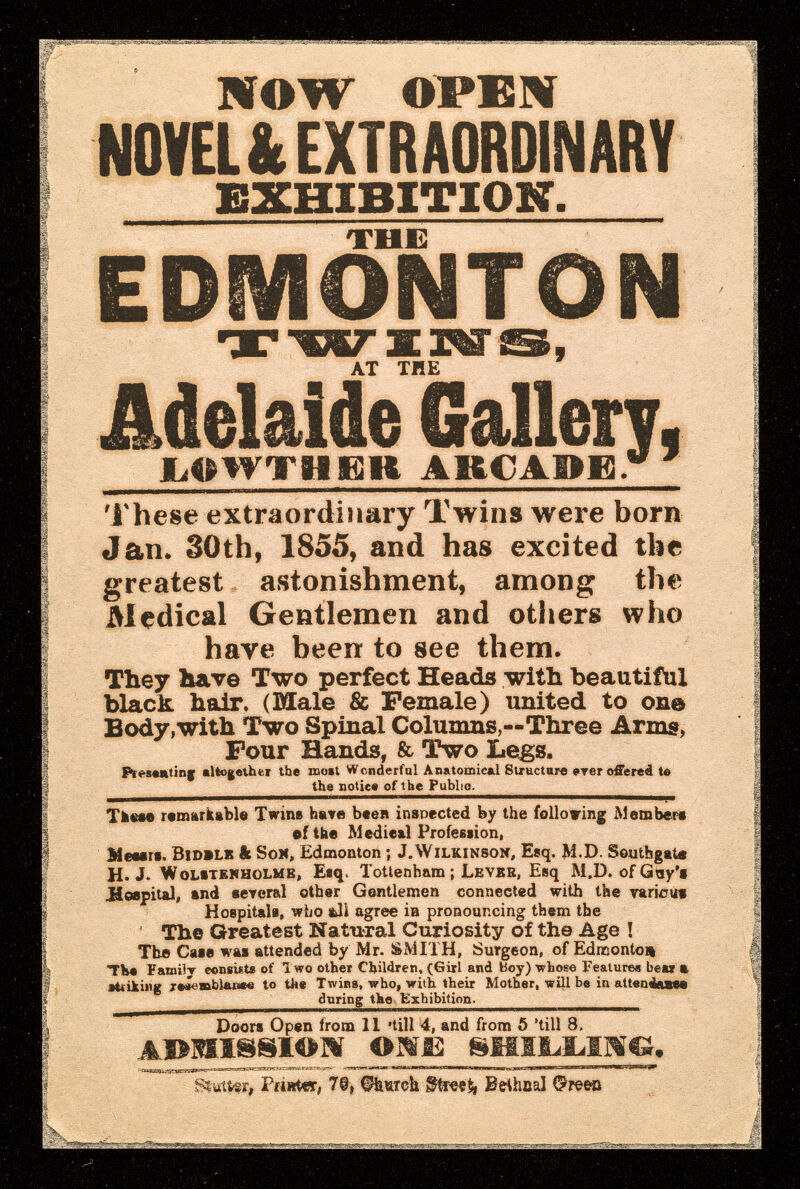 NOW OPEN
NOVEL & EXTRAORDINARY
EXHIBITION.
THE
EDMONTON
TWINS,
AT THE
Adelaide Gallery,
LOWTHER ARCADE.
These extraordinary Twins were born
Jan. 30th, 1855, and has excited the
greatest astonishment, among the
Medical Gentlemen and others who
have been to see them.
They have Two perfect Heads with beautiful
black hair. (Male & Female) united to one
Body, with Two Spinal Columns,--Three Arms,
Four Hands, & Two Legs.
Presenting altogether the most Wonderful Anatomical Structure ever offered to
the notice of the Public.
These remarkable Twins have been inspected by the following Members
of the Medical Profession,
Messrs. BIDDLE & SON, Edmonton; J. WILKINSON, Esq. M.D. Southgate
H. J. WOLSTENHOLME, Esq. Tottenham; LEVER, Esq M.D. of Guy's
Hospital, and several other Gentlemen connected with the various
Hospitals, who all agree in pronouncing them the
The Greatest Natural Curiosity of the Age !
The Case was attended by Mr. SMITH, Surgeon, of Edmonton
The Family consists of Two other Children, (Girl and Boy) whose Features bear a
striking resemblance to the Twins, who, with their Mother, will be in attendance
during the Exhibition.
Doors Open from 11 'till 4, and from 5 'till 8.
ADMISSION ONE SHILLING.
Stutter, Printer, 70, Church Street, Bethnal Green